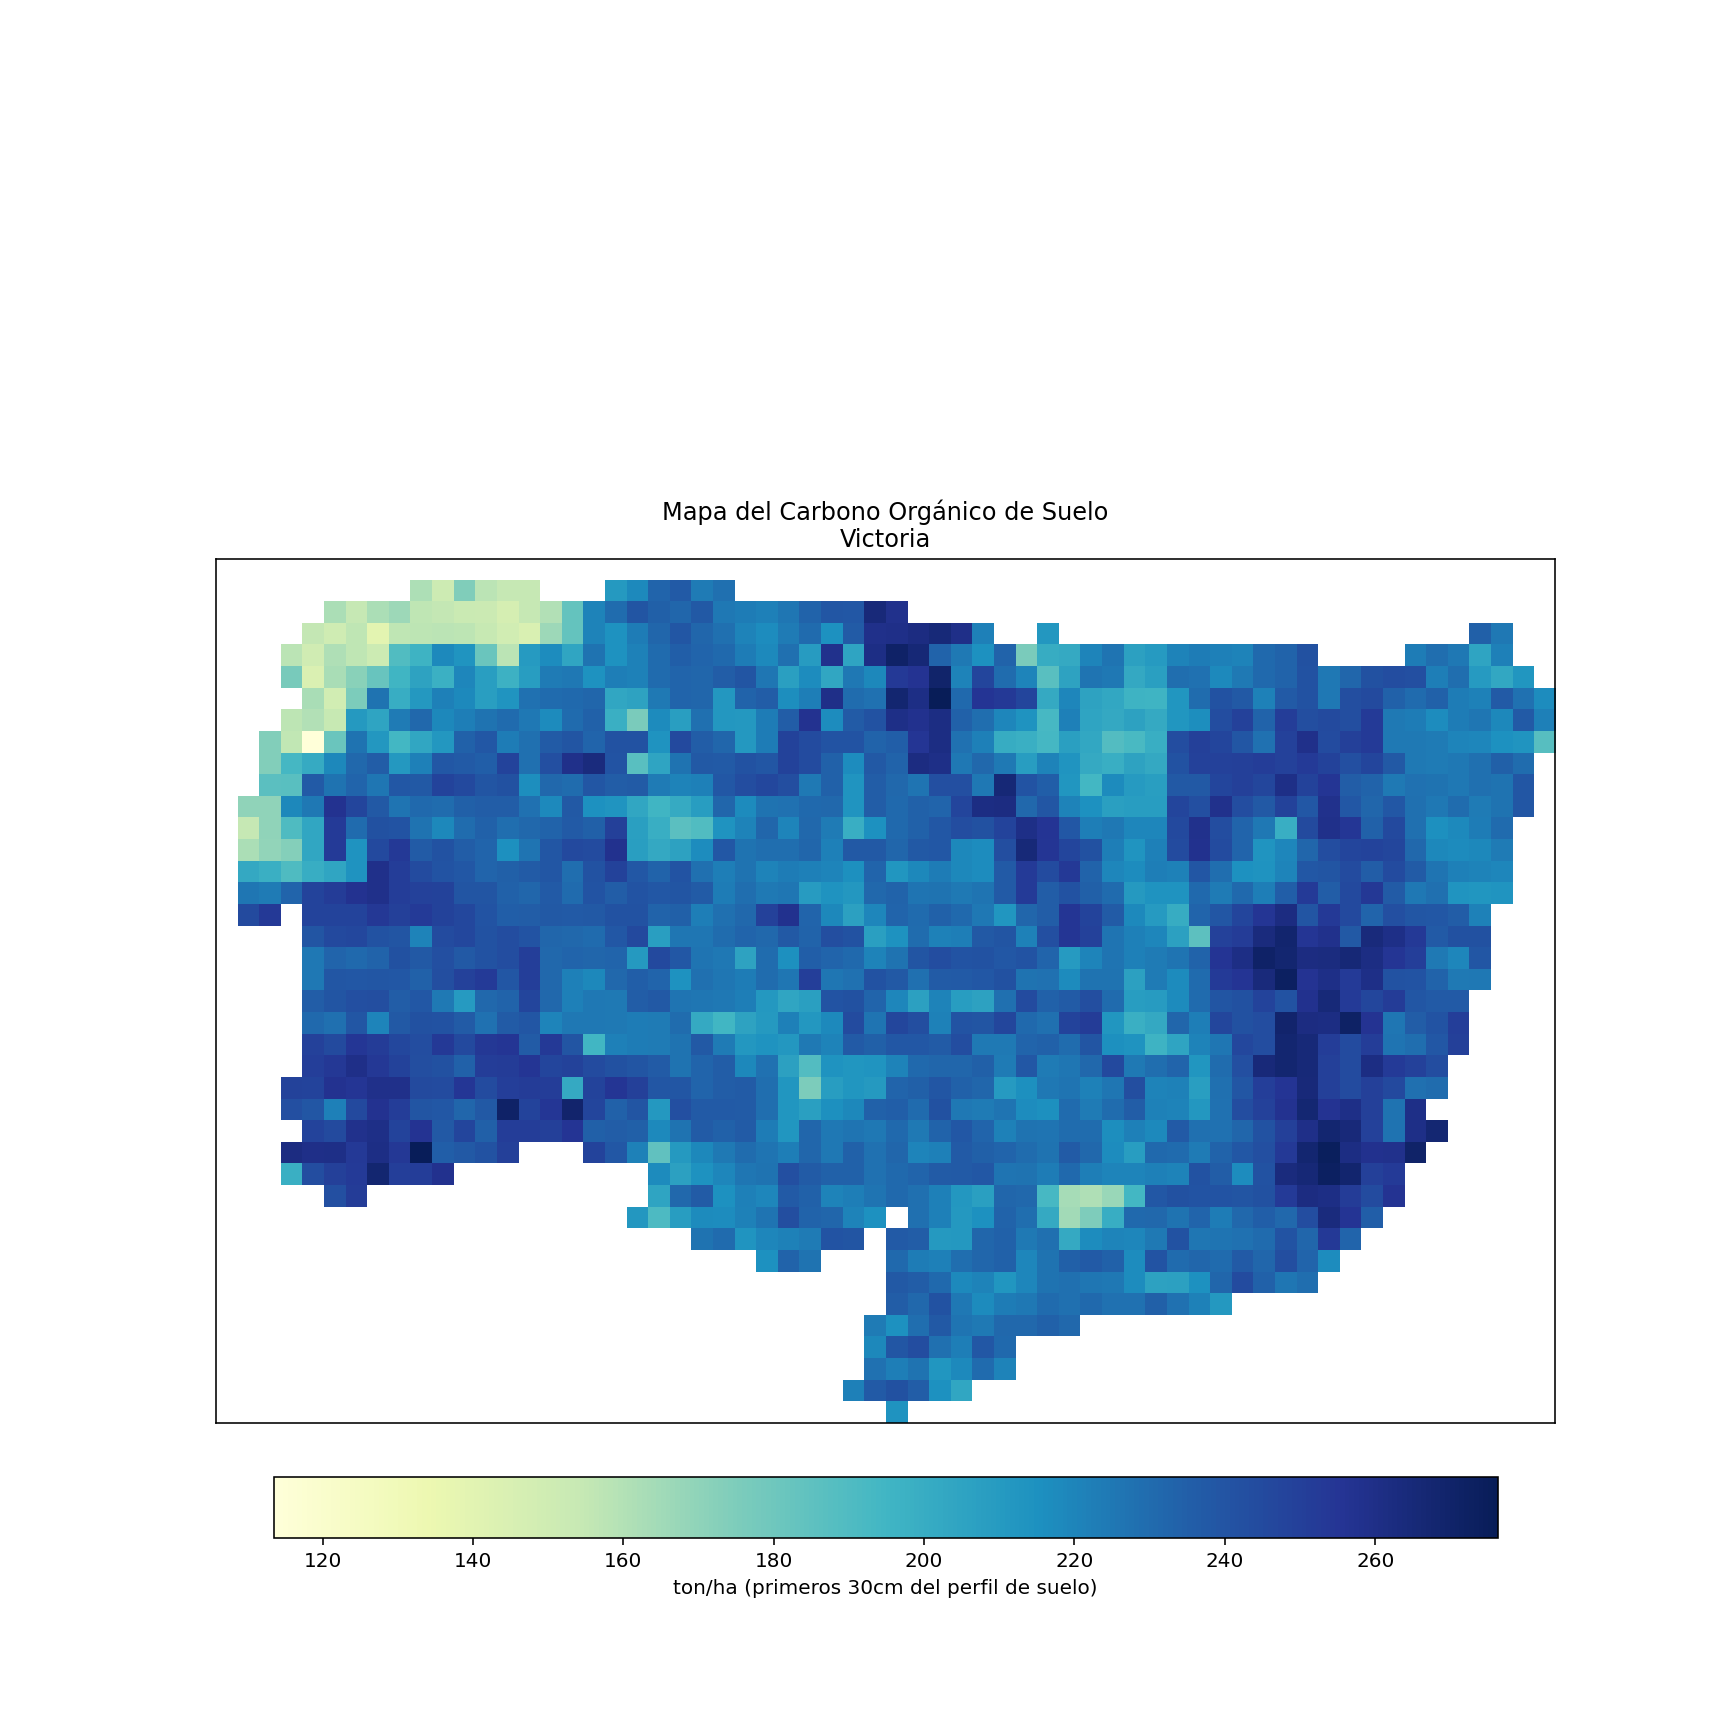 Mapa del Carbono Orgánico de Suelo
Victoria
120 140 160 180 200 220 240 260
ton/ha (primeros 30cm del perfil de suelo)